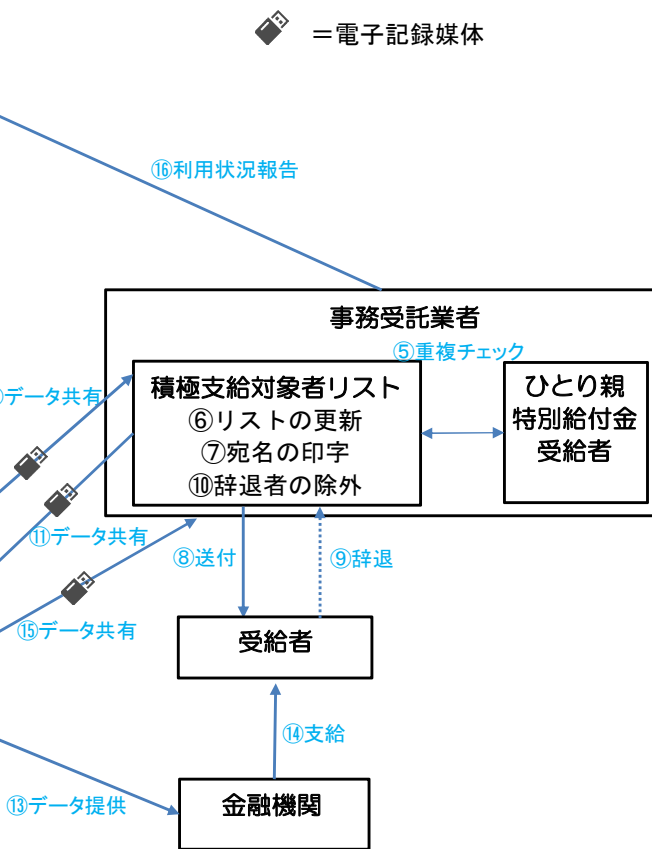 ＝電子記録媒体
⑯利用状況報告
事務受託業者
⑤重複チェック
積極支給対象者リスト
⑥リストの更新
⑦宛名の印字
⑩辞退者の除外
ひとり親
特別給付金
受給者
データ共有
⑪データ共有
⑧送付
⑨辞退
⑮データ共有
受給者
⑭支給
⑬データ提供
金融機関